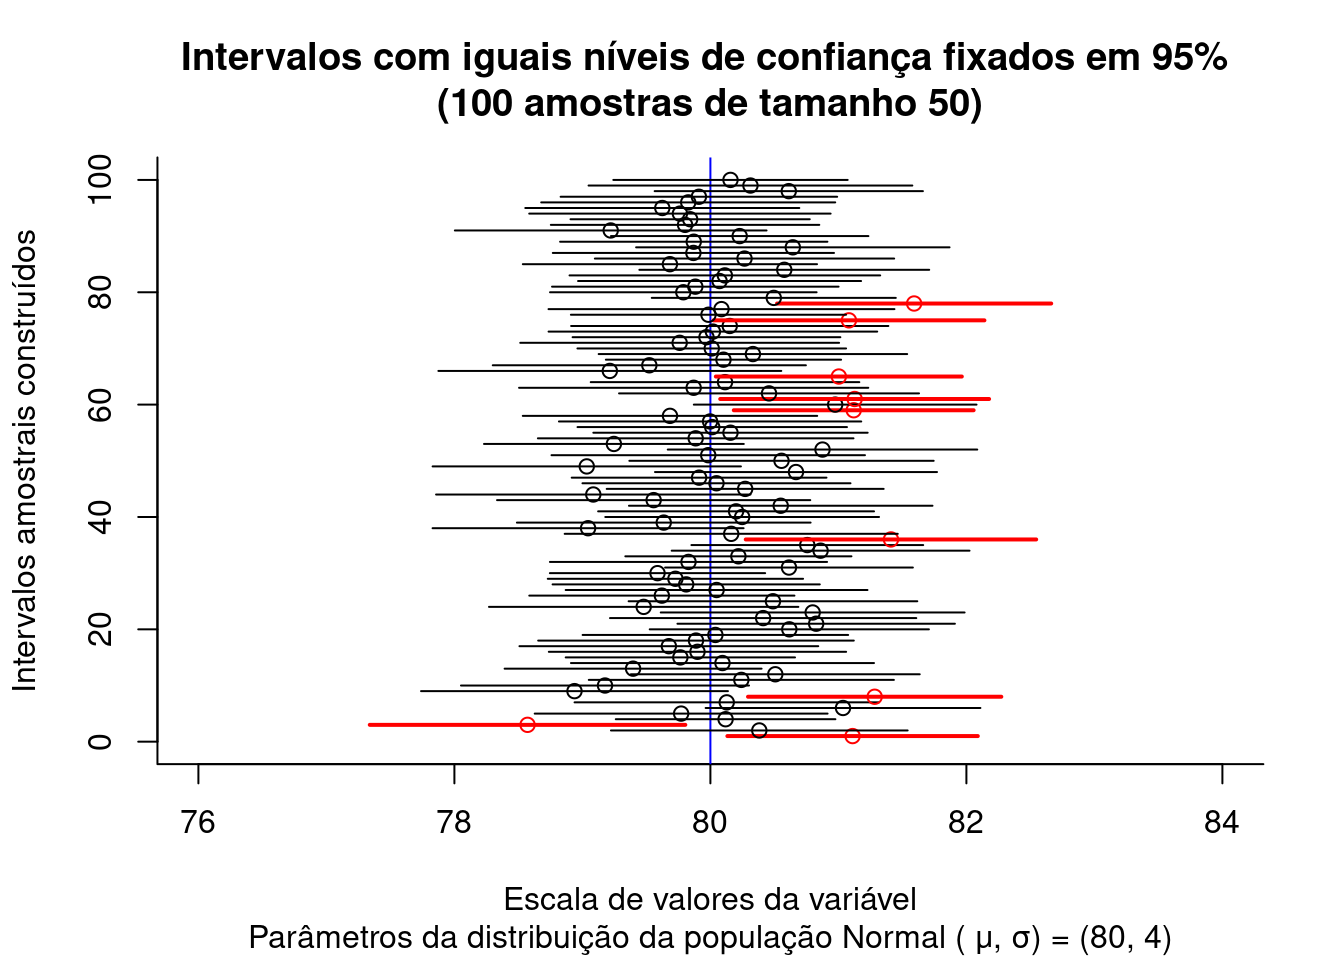 Intervalos com iguais níveis de confiança fixados em 95%
(100 amostras de tamanho 50)
Intervalos amostrais construídos
100
80
60
40
20
0
76 78 80 82 84
Escala de valores da variável
Parâmetros da distribuição da população Normal ( μ, σ) = (80, 4)